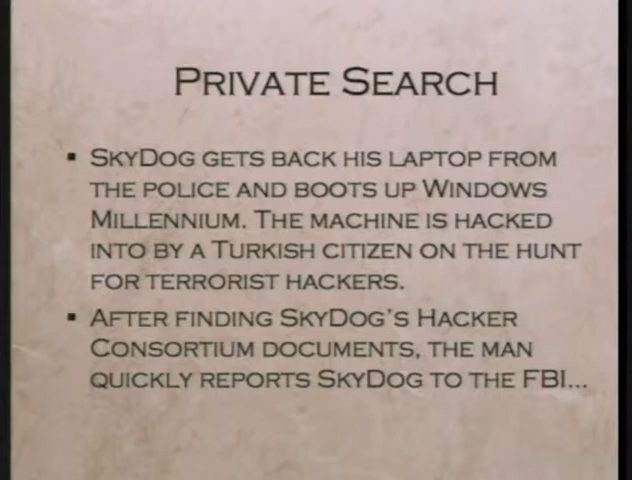 PRIVATE SEARCH
▪ SKYDOG GETS BACK HIS LAPTOP FROM
THE POLICE AND BOOTS UP WINDOWS
MILLENNIUM. THE MACHINE IS HACKED
INTO BY A TURKISH CITIZEN ON THE HUNT
FOR TERRORIST HACKERS.
▪ AFTER FINDING SKYDOG'S HACKER
CONSORTIUM DOCUMENTS, THE MAN
QUICKLY REPORTS SKYDOG TO THE FBI...